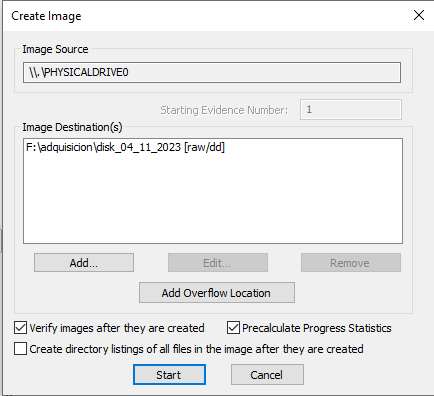 Create Image
Image Source
\\.\PHYSICALDRIVE0
Starting Evidence Number: 1
Image Destination(s)
F:\adquisicion\disk_04_11_2023 [raw/dd]
Add... Edit... Remove
Add Overflow Location
Verify images after they are created Precalculate Progress Statistics
Create directory listings of all files in the image after they are created
Start Cancel